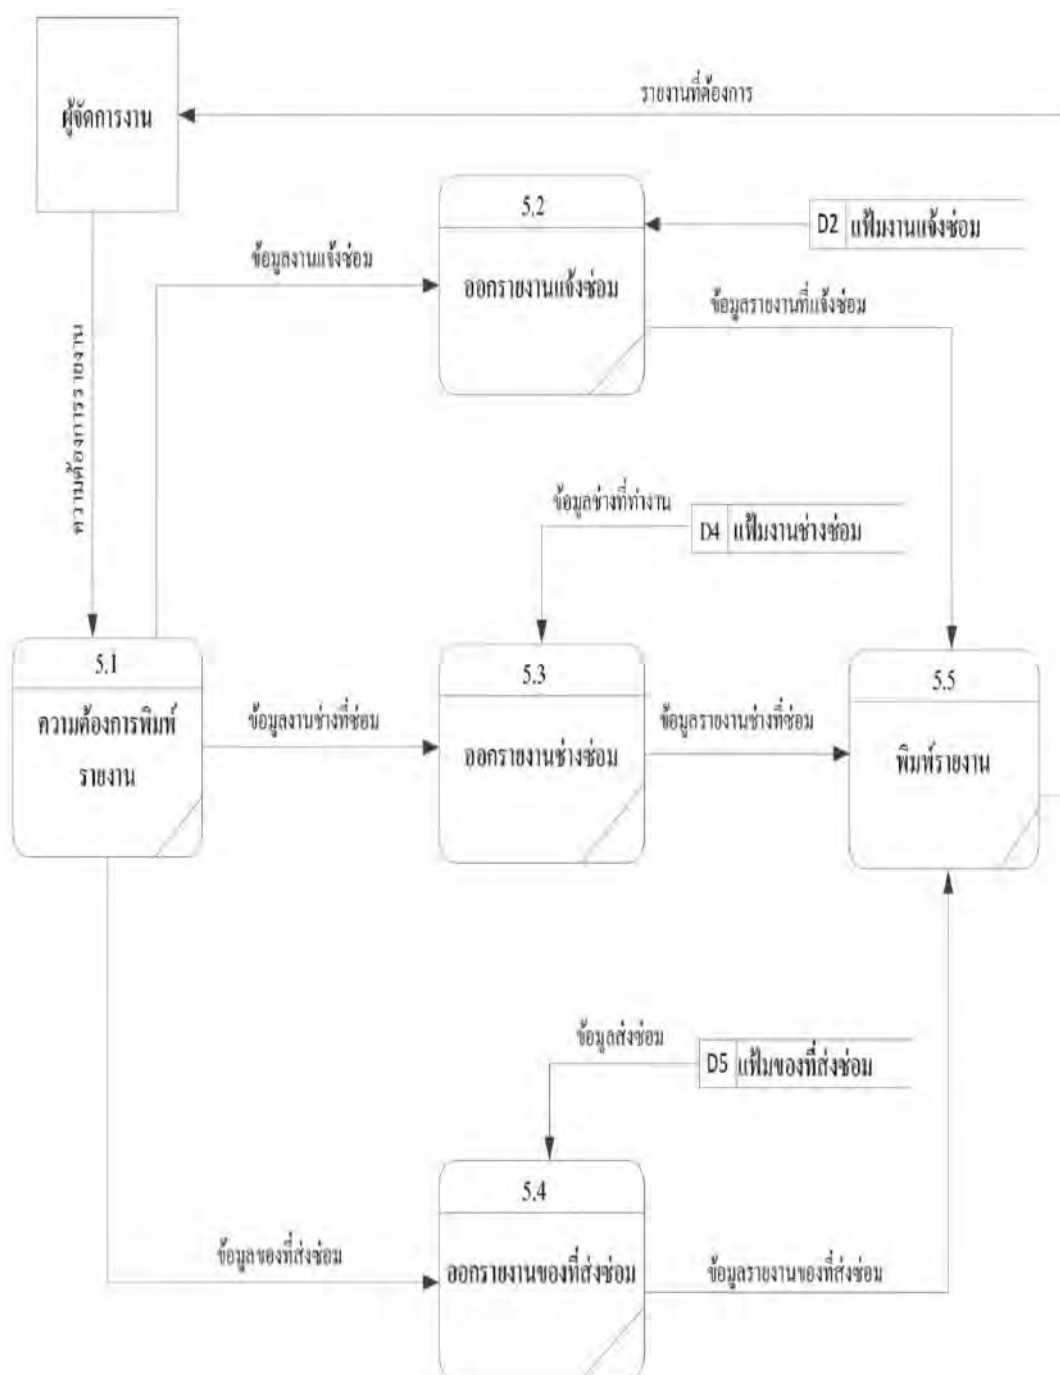 รายงานที่ต้องการ
ผู้จัดการงาน
5.2
D2 แฟ้มงานแจ้งซ่อม
ข้อมูลงานแจ้งซ่อม
ออกรายงานแจ้งซ่อม
ข้อมูลรายงานที่แจ้งซ่อม
ความต้องการรายงาน
ข้อมูลช่างที่ทำงาน
D4 แฟ้มงานช่างซ่อม
5.1
5.3
5.5
ความต้องการพิมพ์
รายงาน
ข้อมูลงานช่างที่ซ่อม
ออกรายงานช่างซ่อม
ข้อมูลรายงานช่างที่ซ่อม
พิมพ์รายงาน
ข้อมูลส่งซ่อม
D5 แฟ้มของที่ส่งซ่อม
5.4
ข้อมูลของที่ส่งซ่อม
ออกรายงานของที่ส่งซ่อม
ข้อมูลรายงานของที่ส่งซ่อม